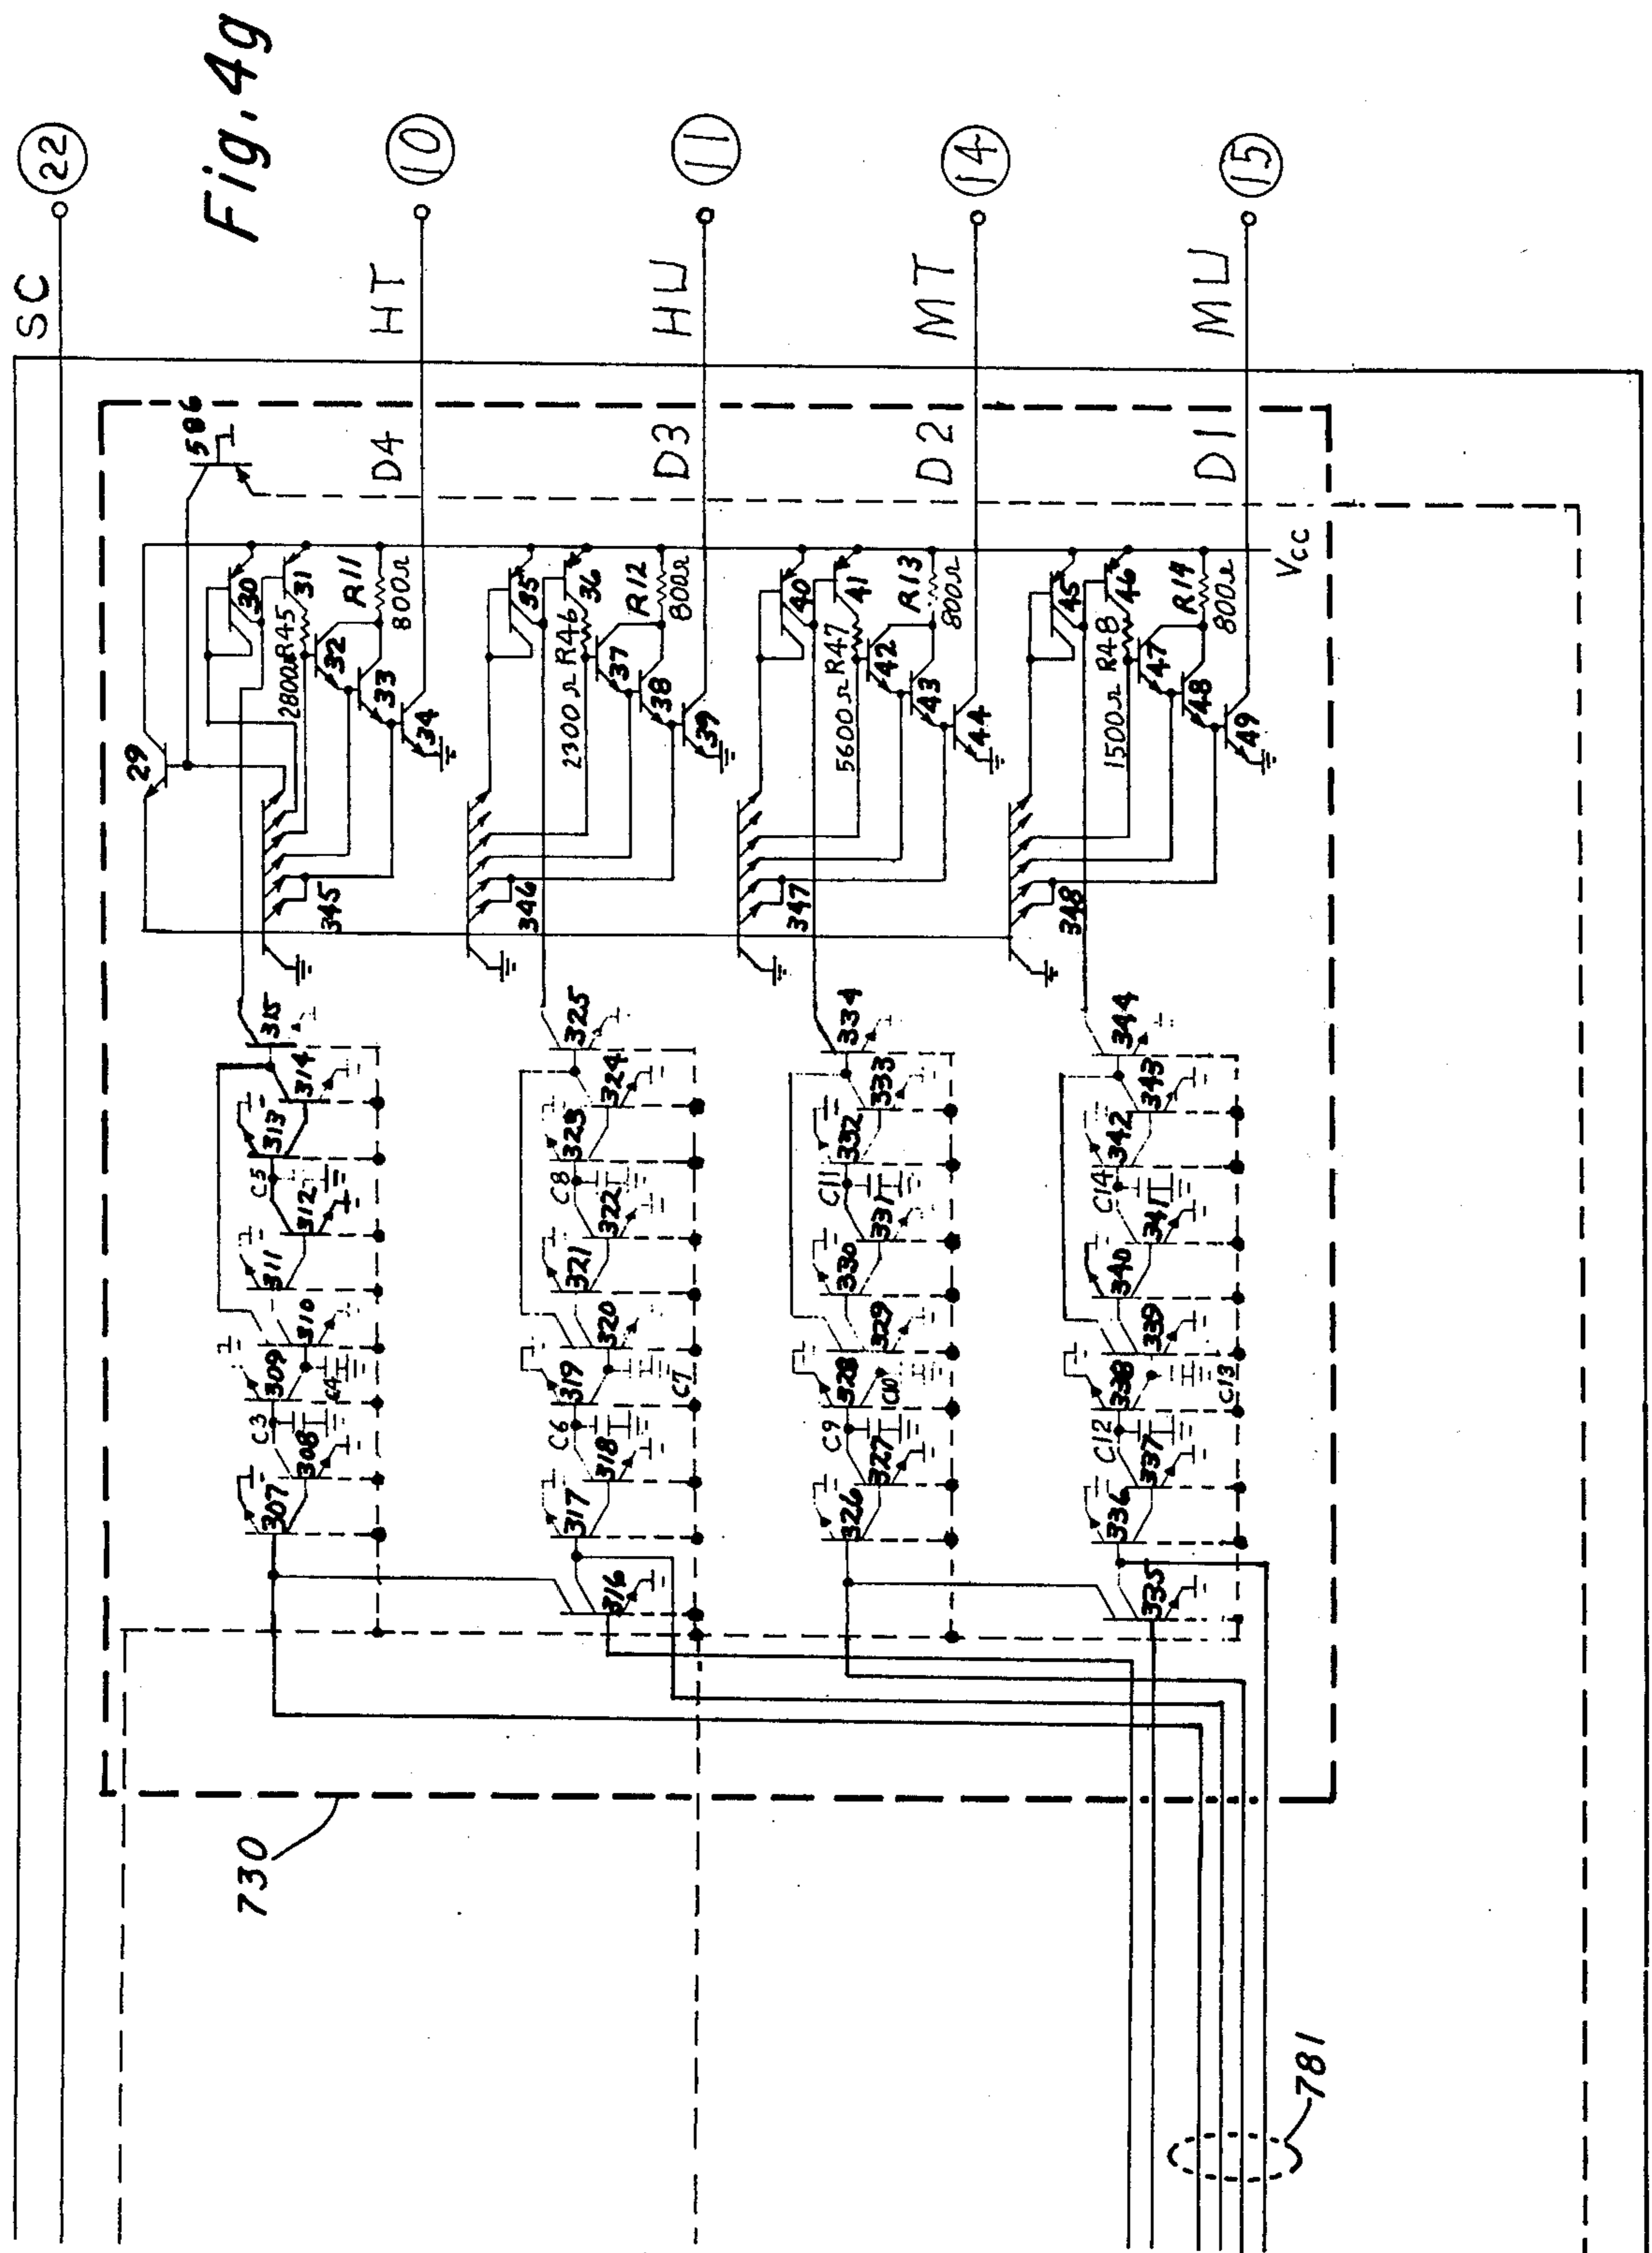 Fig. 4g
SC
22
HT
10
HU
11
MT
14
MU
15
586
D4
D3
D2
D1
Vcc
29
30
31
R45
2800Ω
32
R11
800Ω
33
34
345
35
36
R46
2300Ω
37
R12
800Ω
38
39
346
40
41
R47
5600Ω
42
R13
800Ω
43
44
347
45
46
R48
1500Ω
47
R14
800Ω
48
49
348
307
308
C3
309
C4
310
311
312
C5
313
314
315
316
317
318
C6
319
C7
320
321
322
C8
323
324
325
326
327
C9
328
C10
329
330
331
C11
332
333
334
335
336
337
C12
338
C13
339
340
341
C14
342
343
344
730
781